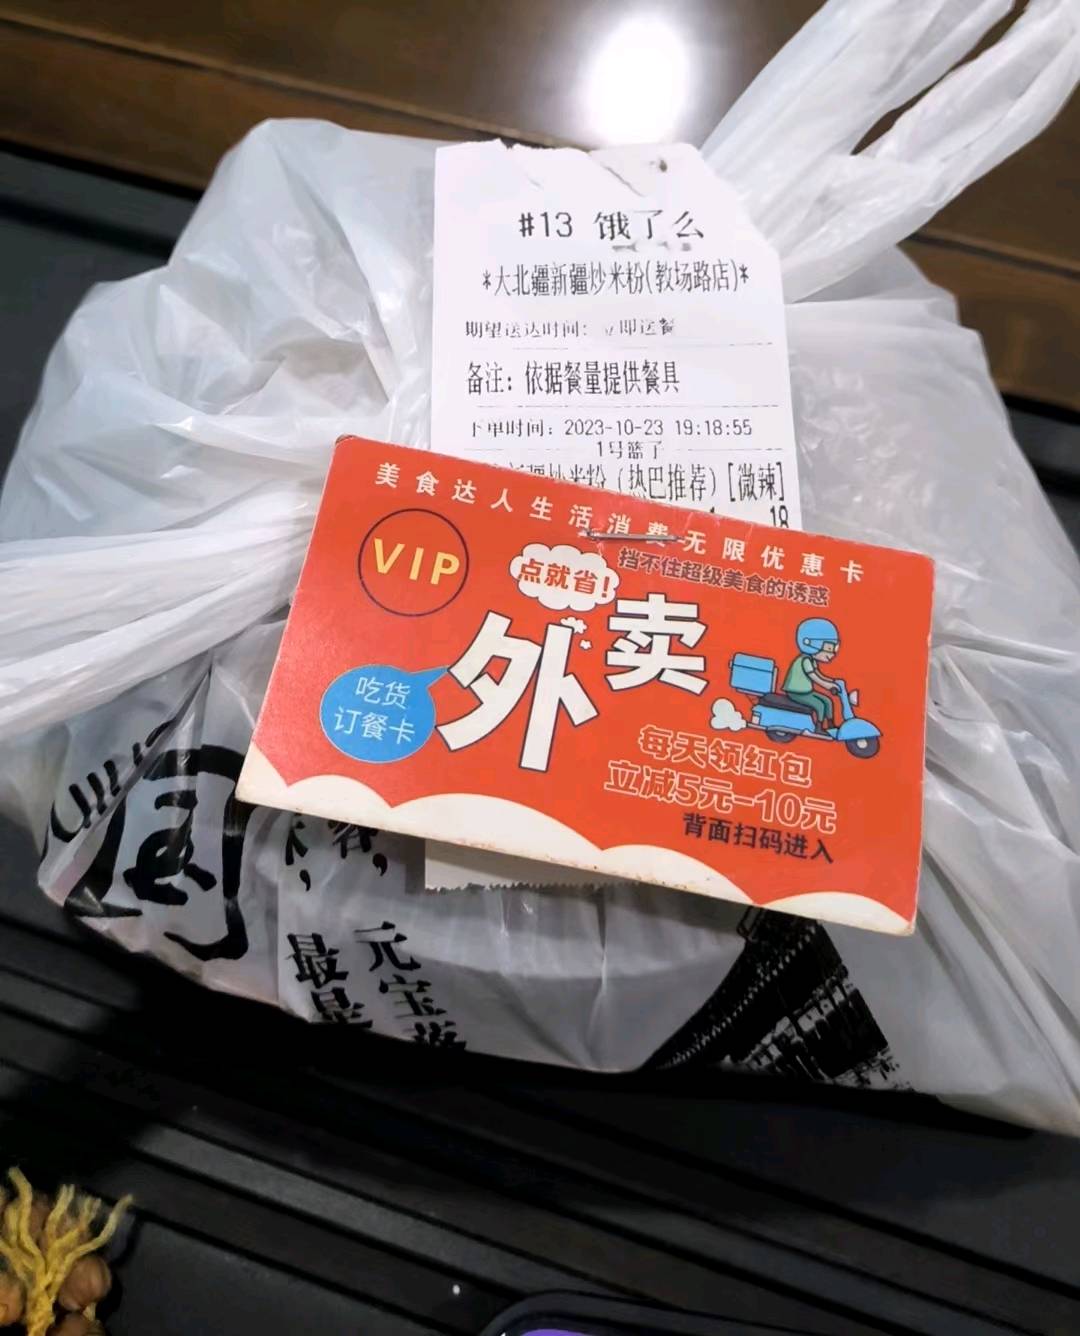 #13 饿了么
*大北疆新疆炒米粉(教场路店)*
期望送达时间：立即送餐
备注：依据餐量提供餐具
下单时间：2023-10-23 19:18:55
1号篮子
新疆炒米粉（热巴推荐）[微辣]
18
美食达人生活消费无限优惠卡
VIP
点就省！
挡不住超级美食的诱惑
外卖
吃货
订餐卡
每天领红包
立减5元-10元
背面扫码进入
元宝
最是